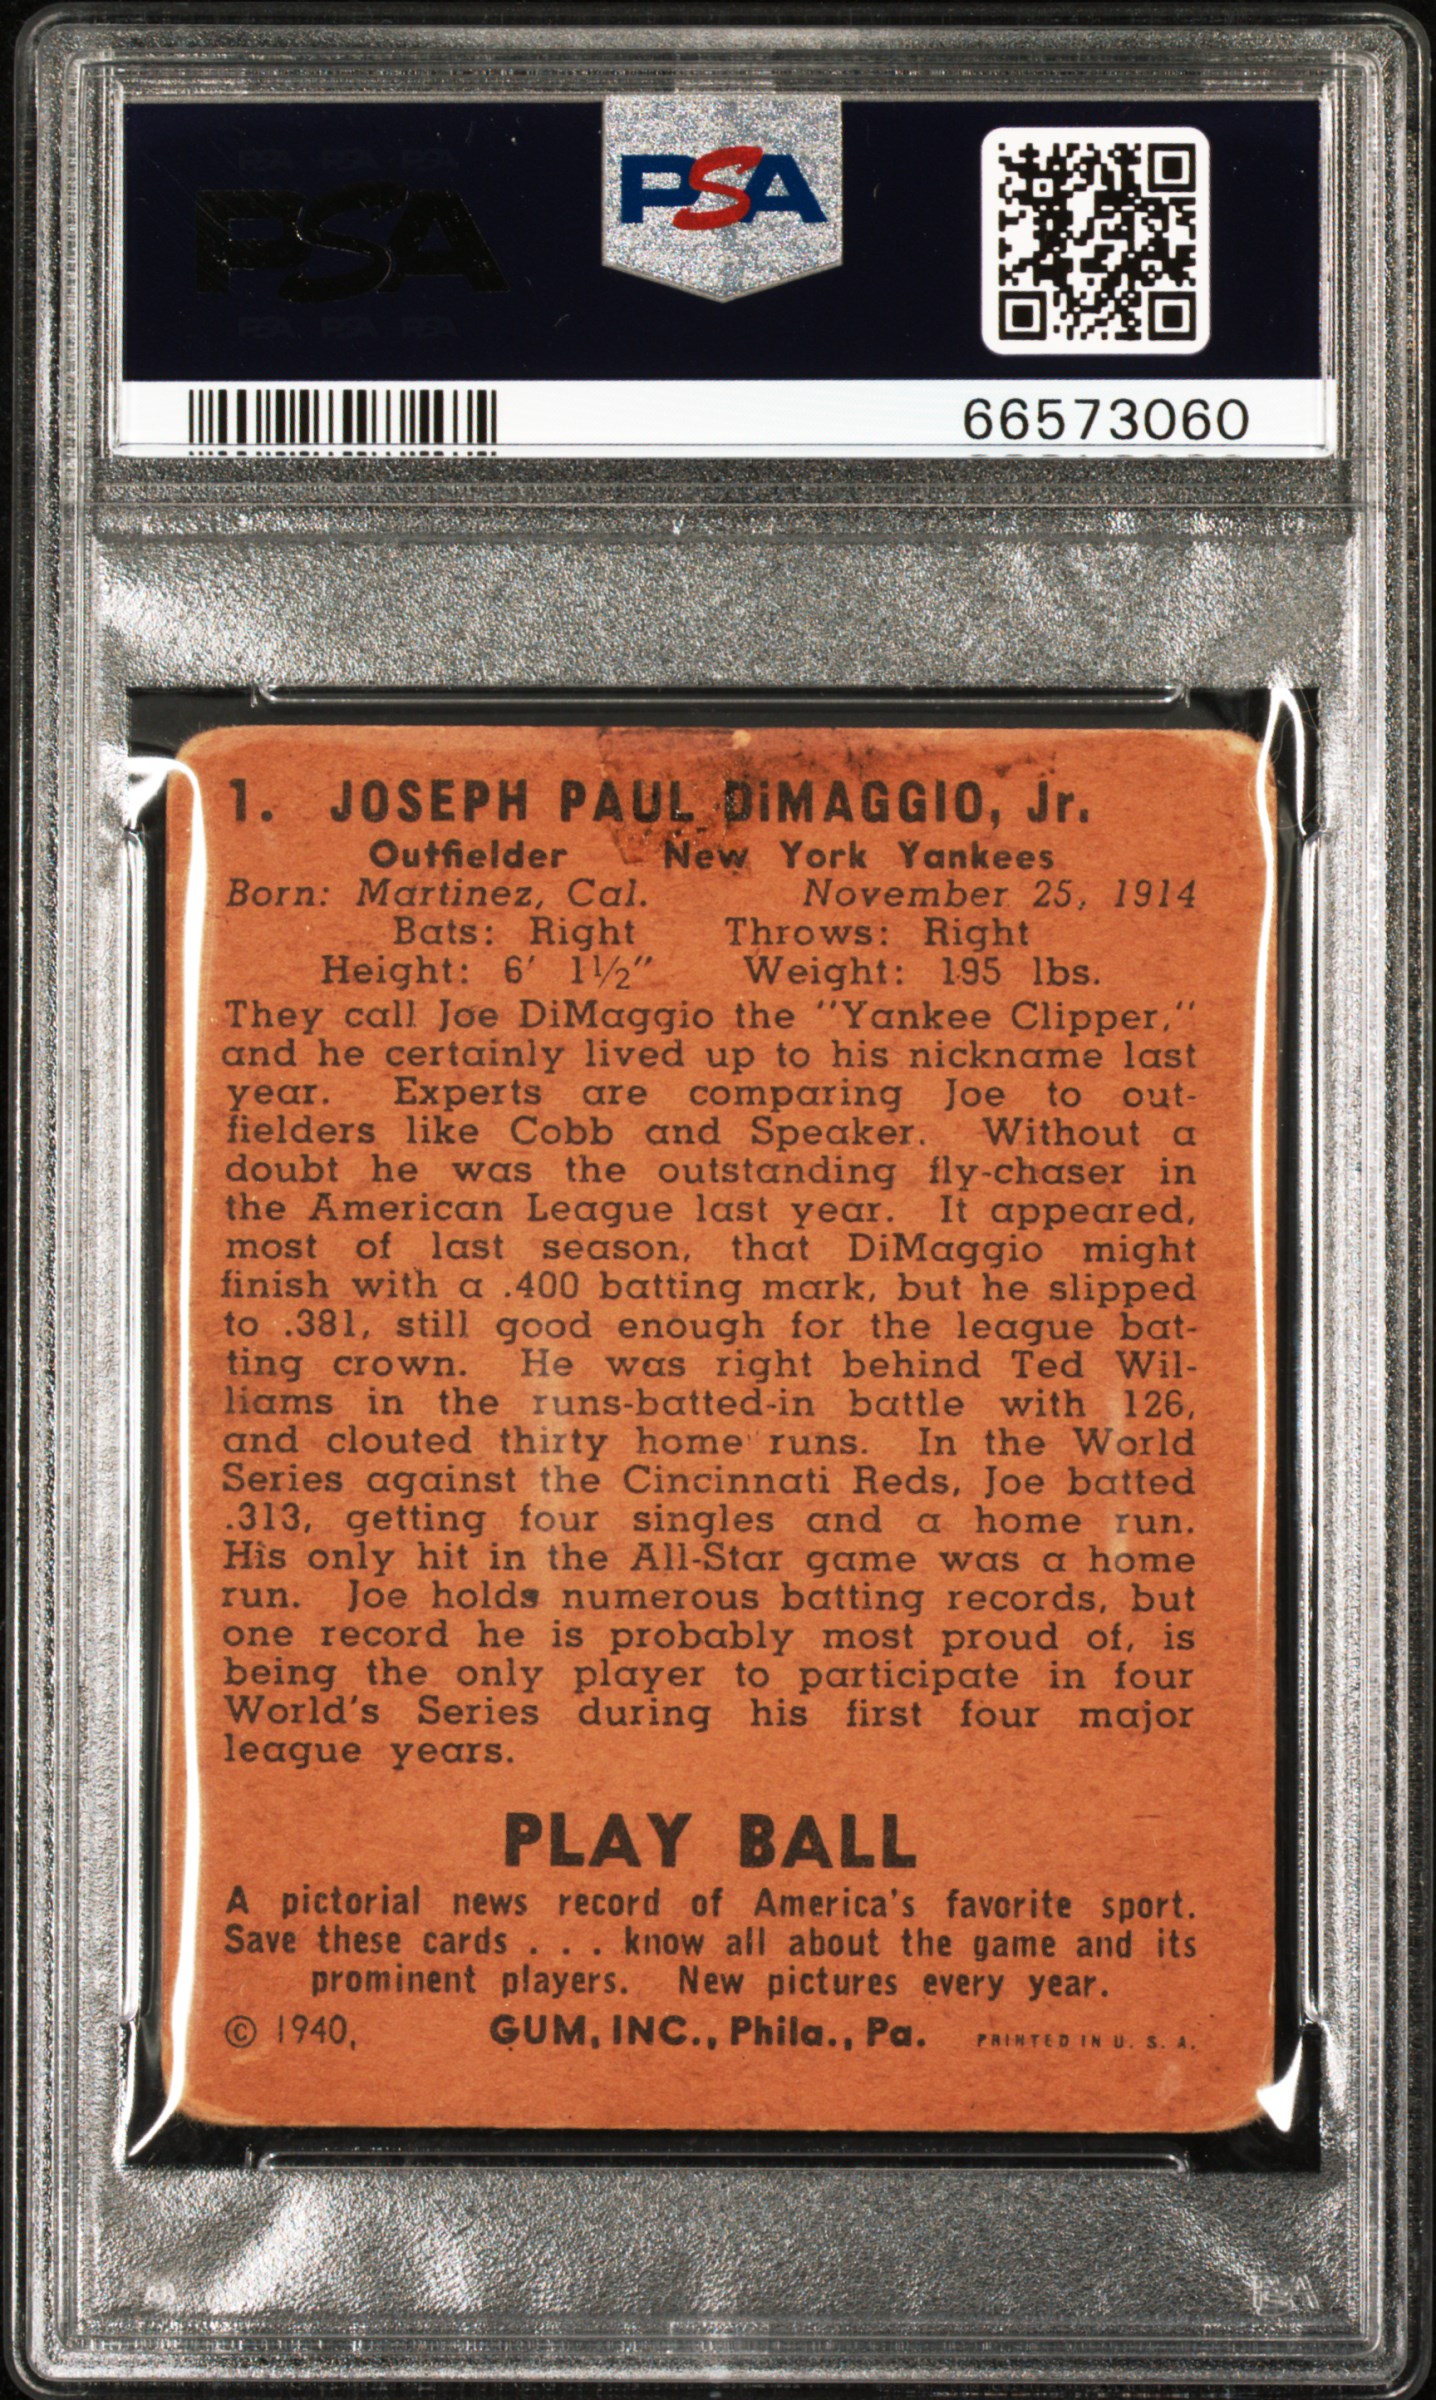 PSA PSA PSA
PSA
PSA PSA PSA
PSA
66573060
1. JOSEPH PAUL DiMAGGIO, Jr.
Outfielder New York Yankees
Born: Martinez, Cal. November 25, 1914
Bats: Right Throws: Right
Height: 6′ 1½″ Weight: 195 lbs.
They call Joe DiMaggio the "Yankee Clipper,"
and he certainly lived up to his nickname last
year. Experts are comparing Joe to out-
fielders like Cobb and Speaker. Without a
doubt he was the outstanding fly-chaser in
the American League last year. It appeared,
most of last season, that DiMaggio might
finish with a .400 batting mark, but he slipped
to .381, still good enough for the league bat-
ting crown. He was right behind Ted Wil-
liams in the runs-batted-in battle with 126,
and clouted thirty home runs. In the World
Series against the Cincinnati Reds, Joe batted
.313, getting four singles and a home run.
His only hit in the All-Star game was a home
run. Joe holds numerous batting records, but
one record he is probably most proud of, is
being the only player to participate in four
World's Series during his first four major
league years.
PLAY BALL
A pictorial news record of America's favorite sport.
Save these cards . . . know all about the game and its
prominent players. New pictures every year.
© 1940, GUM, INC., Phila., Pa. PRINTED IN U. S. A.
PSA